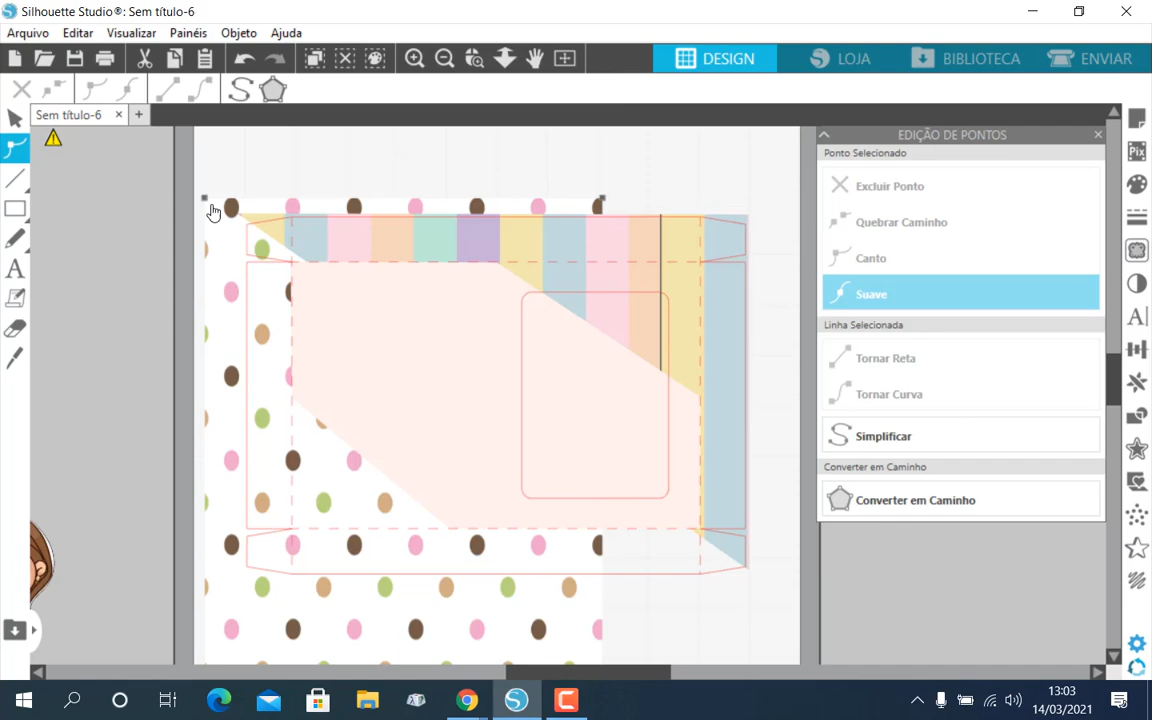 Silhouette Studio®: Sem título-6
Arquivo Editar Visualizar Painéis Objeto Ajuda
DESIGN LOJA BIBLIOTECA ENVIAR
Sem título-6
EDIÇÃO DE PONTOS
Ponto Selecionado
Excluir Ponto
Quebrar Caminho
Canto
Suave
Linha Selecionada
Tornar Reta
Tornar Curva
Simplificar
Converter em Caminho
Converter em Caminho
13:03
14/03/2021